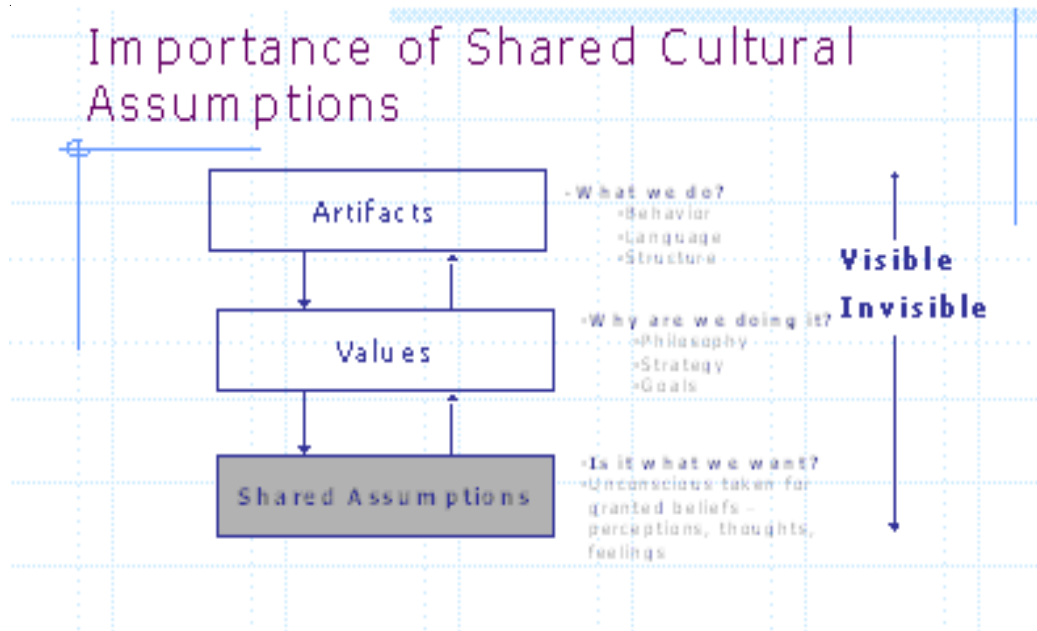 Importance of Shared Cultural
Assumptions
Artifacts
-What we do?
•Behavior
•Language
•Structure
Visible
Invisible
Values
•Why are we doing it?
•Philosophy
•Strategy
•Goals
Shared Assumptions
•Is it what we want?
•Unconscious taken for
granted beliefs –
perceptions, thoughts,
feelings